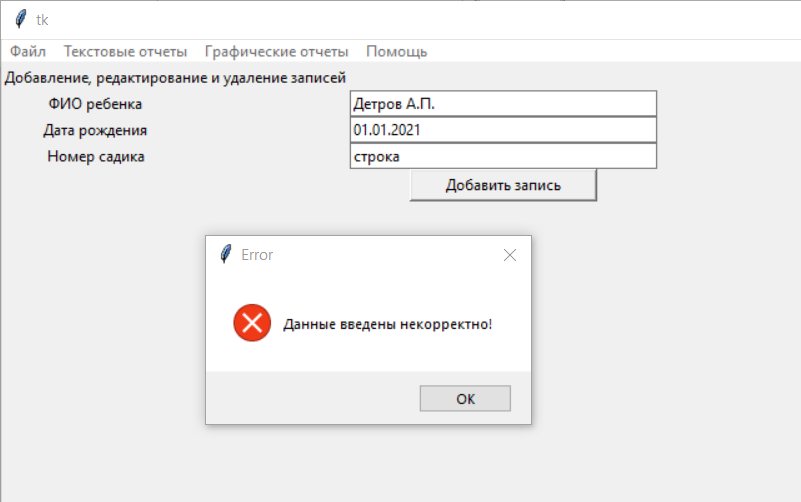 tk
Файл Текстовые отчеты Графические отчеты Помощь
Добавление, редактирование и удаление записей
ФИО ребенка Детров А.П.
Дата рождения 01.01.2021
Номер садика строка
Добавить запись
Error
Данные введены некорректно!
ОК